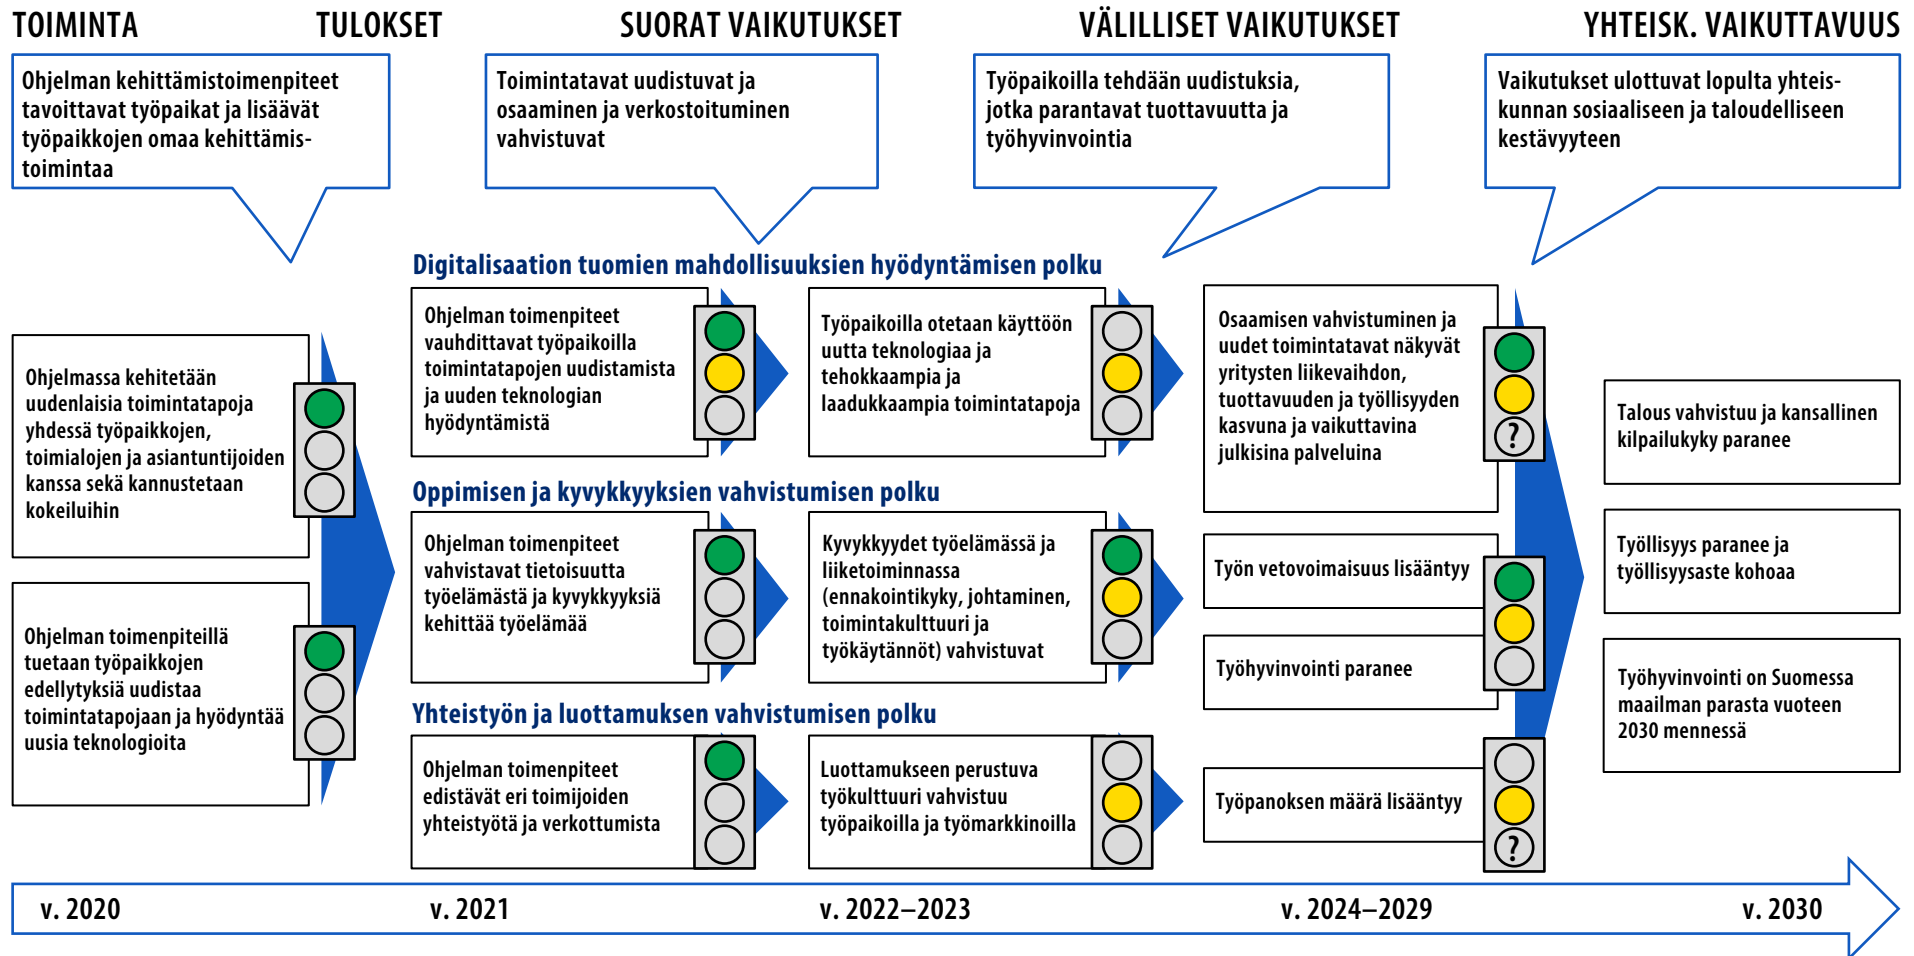 TOIMINTA
TULOKSET
SUORAT VAIKUTUKSET
VÄLILLISET VAIKUTUKSET
YHTEISK. VAIKUTTAVUUS
Ohjelman kehittämistoimenpiteet
tavoittavat työpaikat ja lisäävät
työpaikkojen omaa kehittämis-
toimintaa
Toimintatavat uudistuvat ja
osaaminen ja verkostoituminen
vahvistuvat
Työpaikoilla tehdään uudistuksia,
jotka parantavat tuottavuutta ja
työhyvinvointia
Vaikutukset ulottuvat lopulta yhteis-
kunnan sosiaaliseen ja taloudelliseen
kestävyyteen
Ohjelmassa kehitetään
uudenlaisia toimintatapoja
yhdessä työpaikkojen,
toimialojen ja asiantuntijoiden
kanssa sekä kannustetaan
kokeiluihin
Ohjelman toimenpiteillä
tuetaan työpaikkojen
edellytyksiä uudistaa
toimintatapojaan ja hyödyntää
uusia teknologioita
Digitalisaation tuomien mahdollisuuksien hyödyntämisen polku
Ohjelman toimenpiteet
vauhdittavat työpaikoilla
toimintatapojen uudistamista
ja uuden teknologian
hyödyntämistä
Työpaikoilla otetaan käyttöön
uutta teknologiaa ja
tehokkaampia ja
laadukkaampia toimintatapoja
Osaamisen vahvistuminen ja
uudet toimintatavat näkyvät
yritysten liikevaihdon,
tuottavuuden ja työllisyyden
kasvuna ja vaikuttavina
julkisina palveluina
?
Oppimisen ja kyvykkyyksien vahvistumisen polku
Ohjelman toimenpiteet
vahvistavat tietoisuutta
työelämästä ja kyvykkyyksiä
kehittää työelämää
Kyvykkyydet työelämässä ja
liiketoiminnassa
(ennakointikyky, johtaminen,
toimintakulttuuri ja
työkäytännöt) vahvistuvat
Työn vetovoimaisuus lisääntyy
Työhyvinvointi paranee
Yhteistyön ja luottamuksen vahvistumisen polku
Ohjelman toimenpiteet
edistävät eri toimijoiden
yhteistyötä ja verkottumista
Luottamukseen perustuva
työkulttuuri vahvistuu
työpaikoilla ja työmarkkinoilla
Työpanoksen määrä lisääntyy
?
Talous vahvistuu ja kansallinen
kilpailukyky paranee
Työllisyys paranee ja
työllisyysaste kohoaa
Työhyvinvointi on Suomessa
maailman parasta vuoteen
2030 mennessä
v. 2020
v. 2021
v. 2022–2023
v. 2024–2029
v. 2030